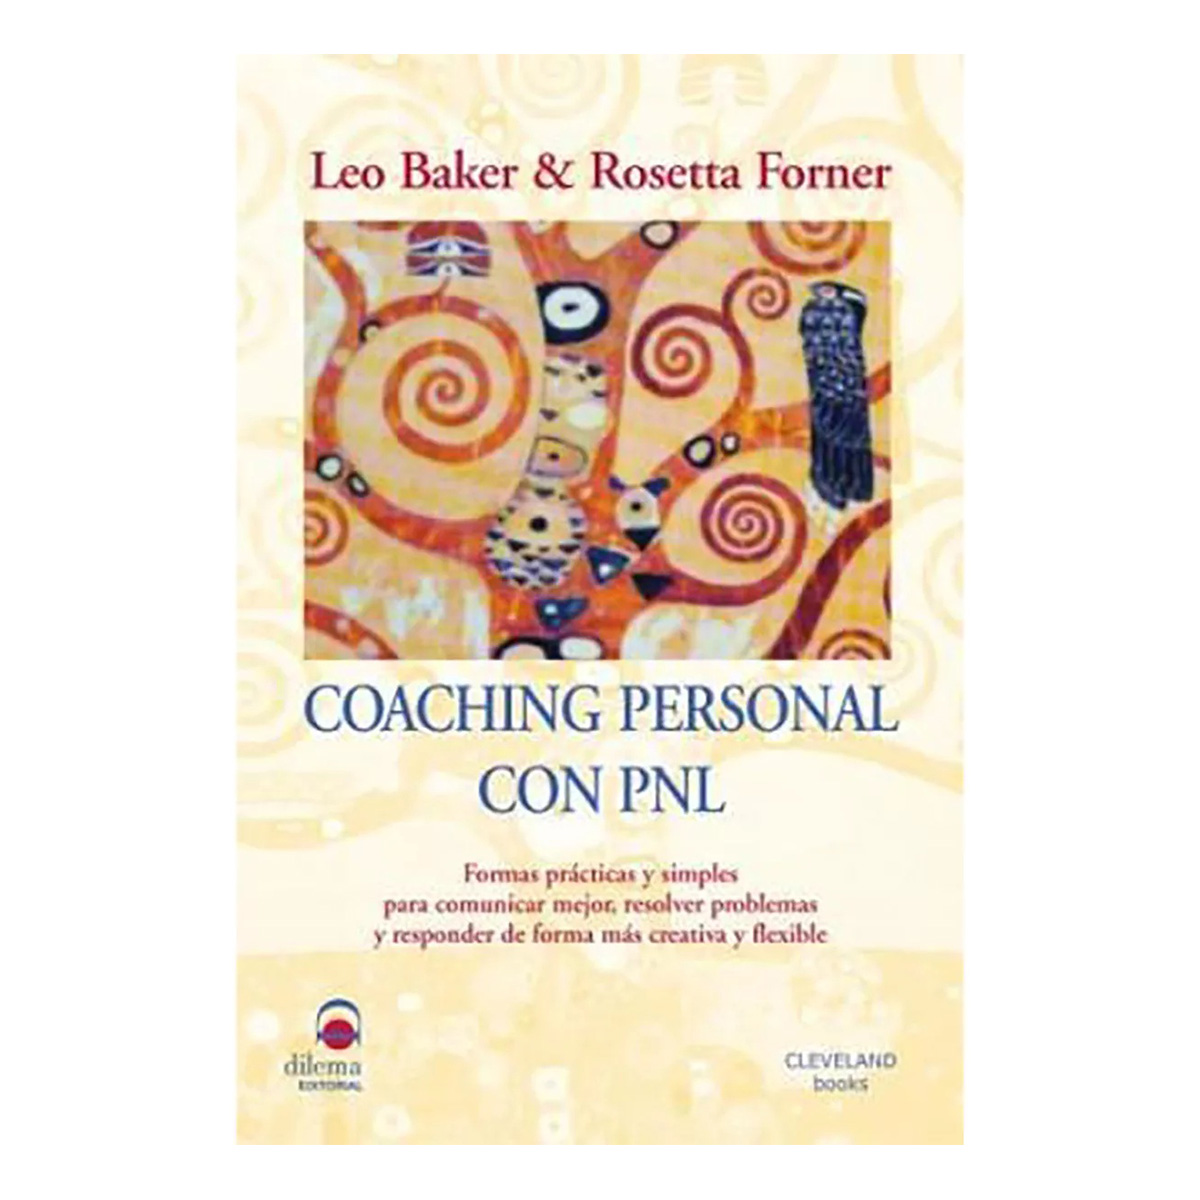 Leo Baker & Rosetta Forner
COACHING PERSONAL
CON PNL
Formas prácticas y simples
para comunicar mejor, resolver problemas
y responder de forma más creativa y flexible
dilema
EDITORIAL
CLEVELAND
books